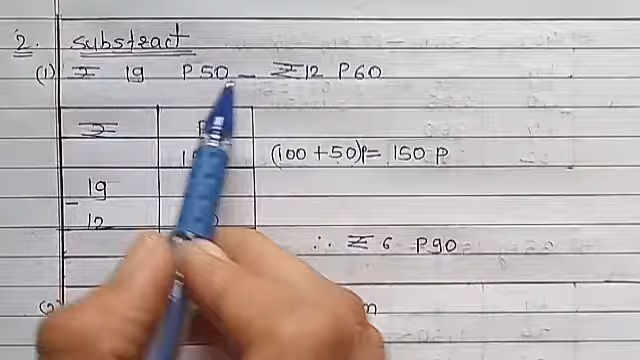 2. Substract
(1) ₹ 19 P50 - ₹12 P60
₹ P
(100+50)P= 150 P
19
- 12
∴ ₹ 6 P90